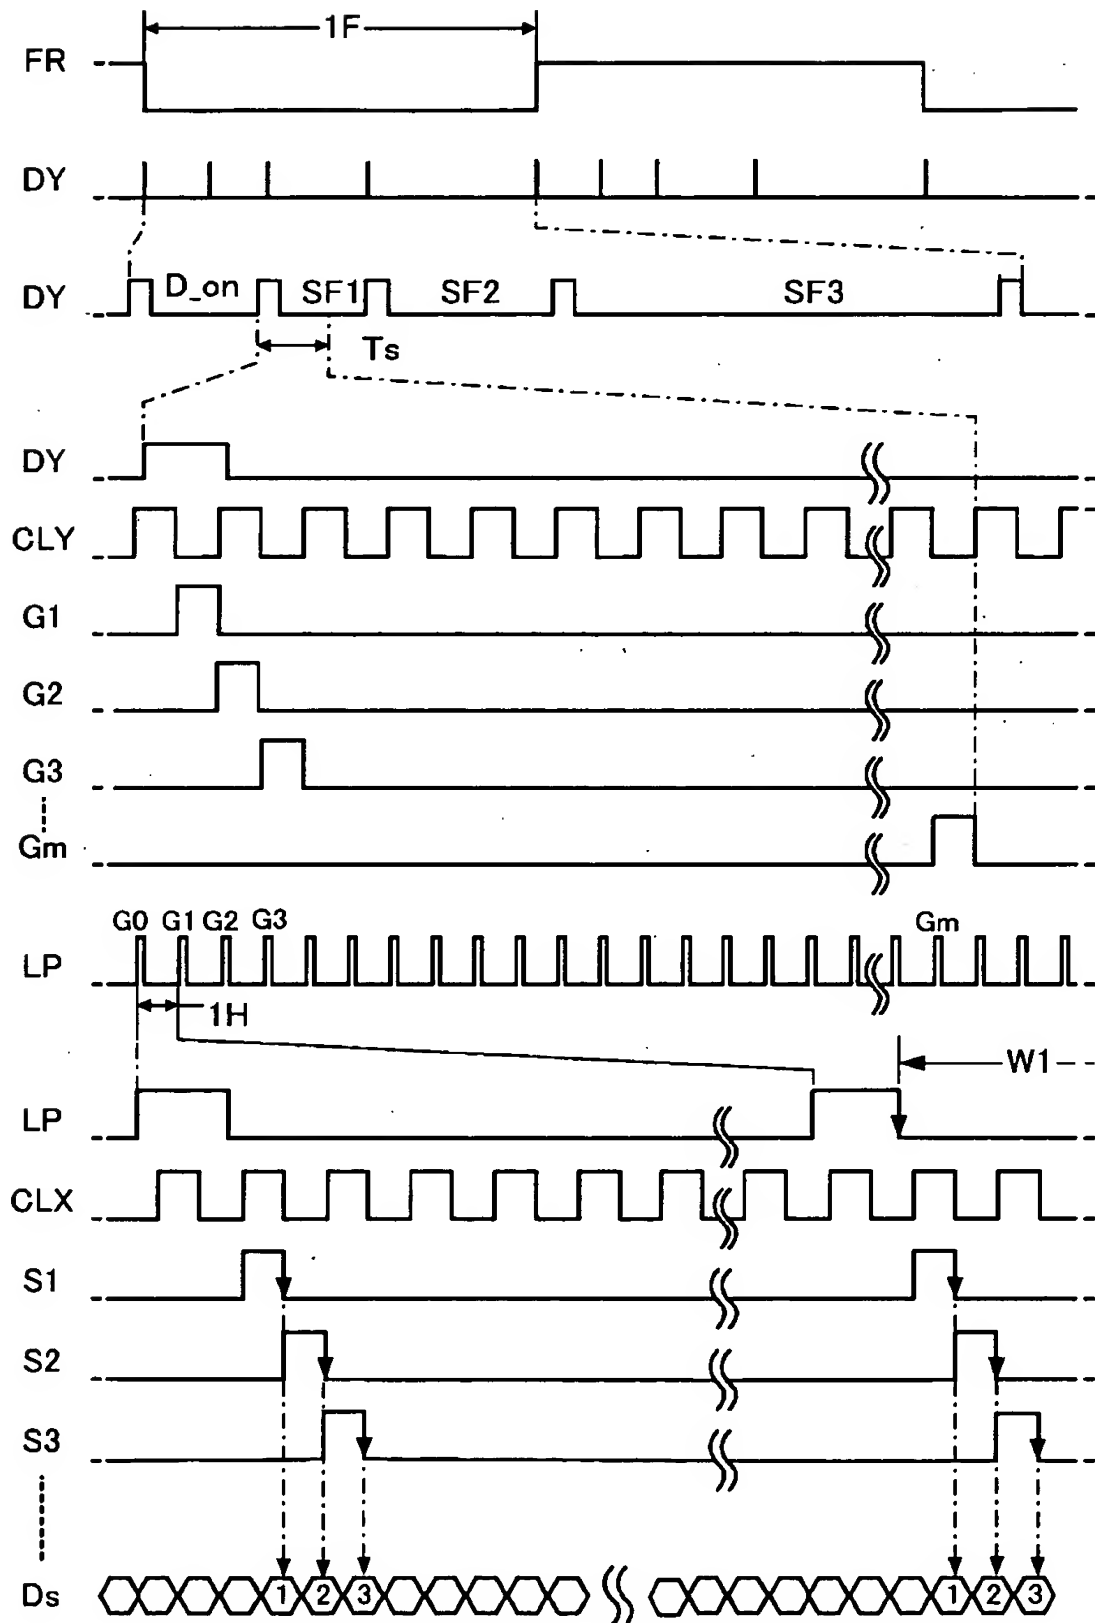 1F
FR
DY
DY D_on SF1 SF2 SF3
Ts
DY
CLY
G1
G2
G3
Gm
G0 G1 G2 G3 Gm
LP
1H
W1
LP
CLX
S1
S2
S3
Ds 1 2 3 1 2 3